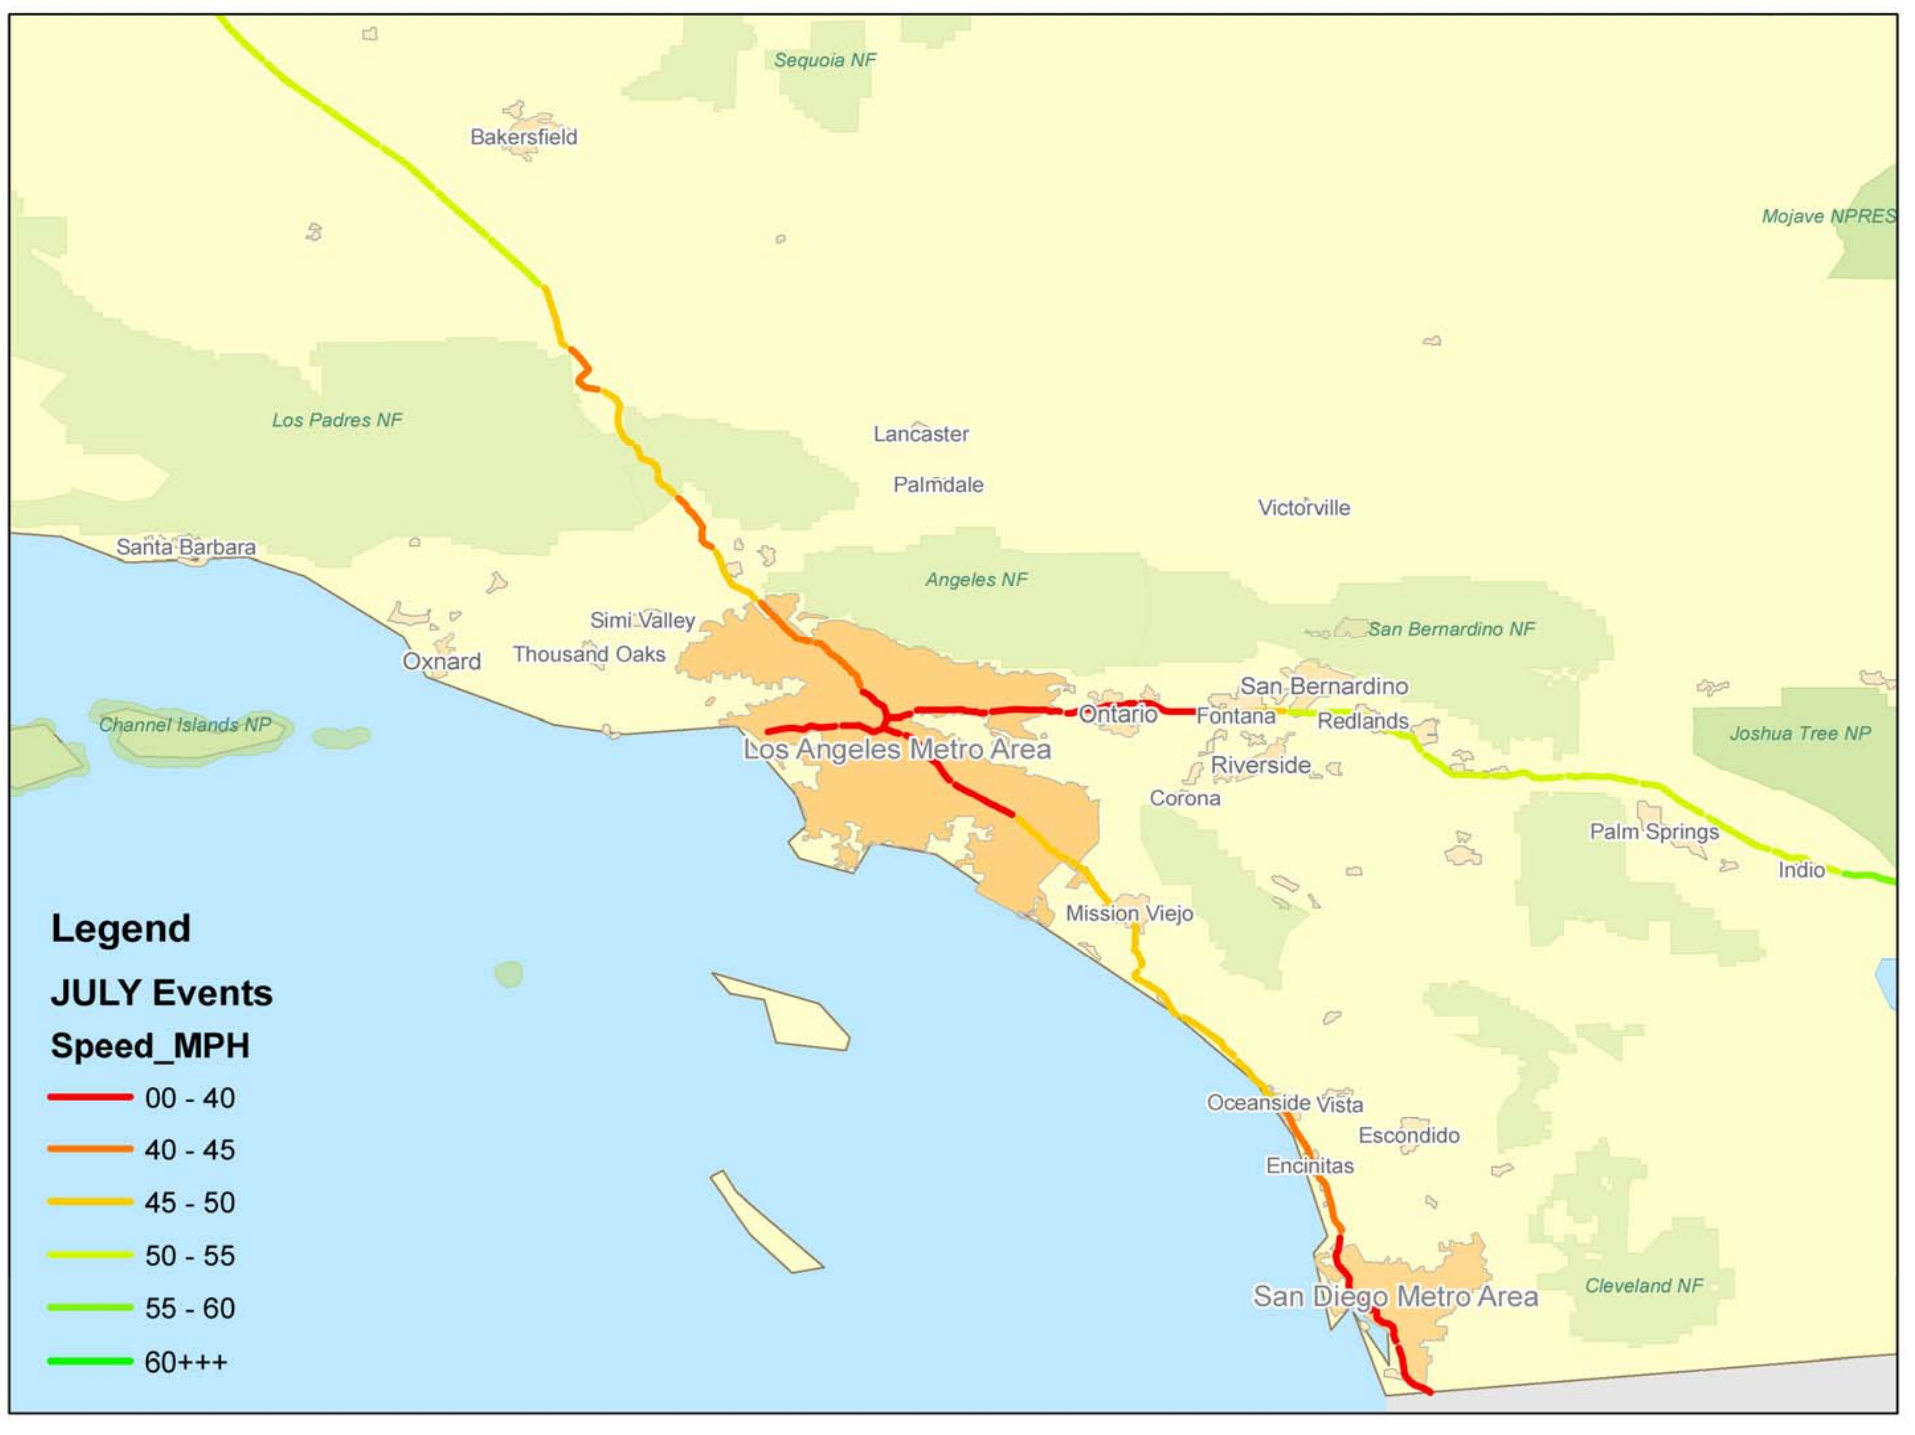 Sequoia NF
Bakersfield
Mojave NPRES
Los Padres NF
Lancaster
Palmdale
Victorville
Santa Barbara
Angeles NF
Simi Valley
San Bernardino NF
Thousand Oaks
Oxnard
San Bernardino
Ontario
Fontana
Redlands
Channel Islands NP
Joshua Tree NP
Los Angeles Metro Area
Riverside
Corona
Palm Springs
Indio
Mission Viejo
Legend
JULY Events
Speed_MPH
00 - 40
40 - 45
45 - 50
50 - 55
55 - 60
60+++
Oceanside
Vista
Escondido
Encinitas
Cleveland NF
San Diego Metro Area